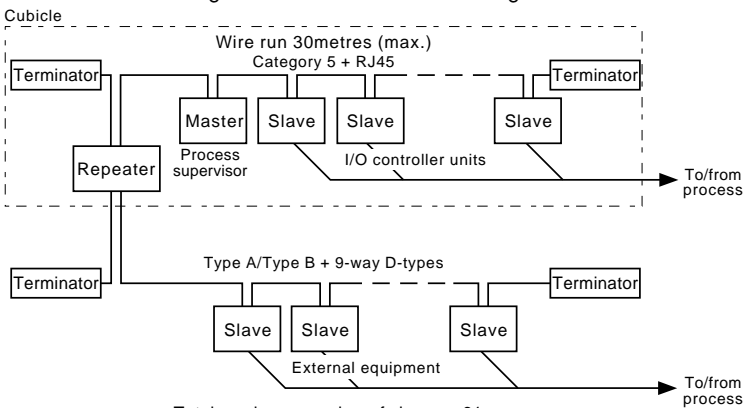 Cubicle
Wire run 30metres (max.)
Category 5 + RJ45
Terminator
Terminator
Master
Slave
Slave
Slave
Repeater
Process
supervisor
I/O controller units
To/from
process
Type A/Type B + 9-way D-types
Terminator
Terminator
Slave
Slave
Slave
External equipment
To/from
process